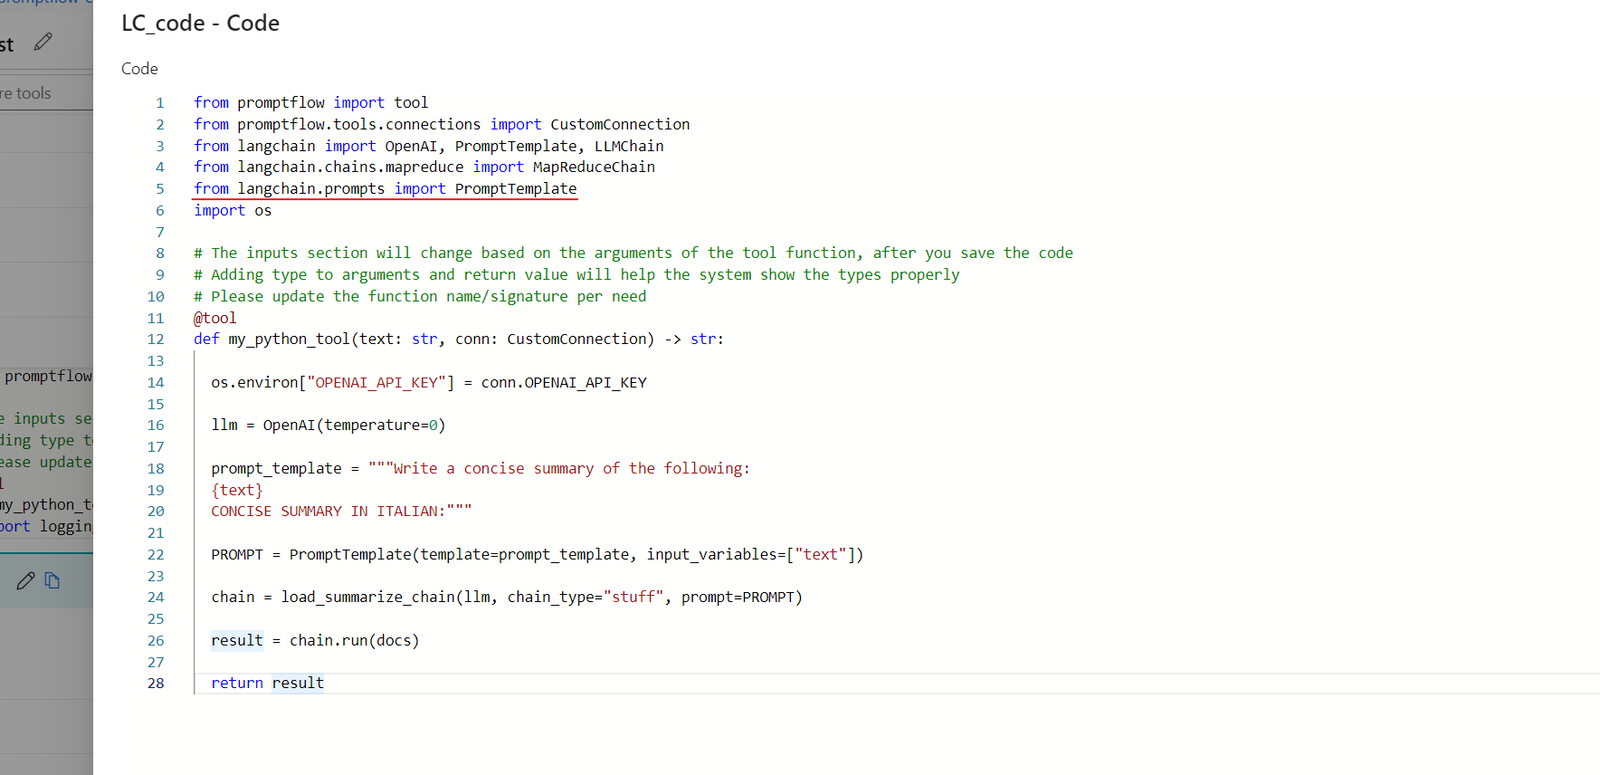 LC_code - Code
Code
1 from promptflow import tool
2 from promptflow.tools.connections import CustomConnection
3 from langchain import OpenAI, PromptTemplate, LLMChain
4 from langchain.chains.mapreduce import MapReduceChain
5 from langchain.prompts import PromptTemplate
6 import os
7
8 # The inputs section will change based on the arguments of the tool function, after you save the code
9 # Adding type to arguments and return value will help the system show the types properly
10 # Please update the function name/signature per need
11 @tool
12 def my_python_tool(text: str, conn: CustomConnection) -> str:
13
14 os.environ["OPENAI_API_KEY"] = conn.OPENAI_API_KEY
15
16 llm = OpenAI(temperature=0)
17
18 prompt_template = """Write a concise summary of the following:
19 {text}
20 CONCISE SUMMARY IN ITALIAN:"""
21
22 PROMPT = PromptTemplate(template=prompt_template, input_variables=["text"])
23
24 chain = load_summarize_chain(llm, chain_type="stuff", prompt=PROMPT)
25
26 result = chain.run(docs)
27
28 return result
st
re tools
promptflow
e inputs se
ding type t
ease update
my_python_t
port loggin